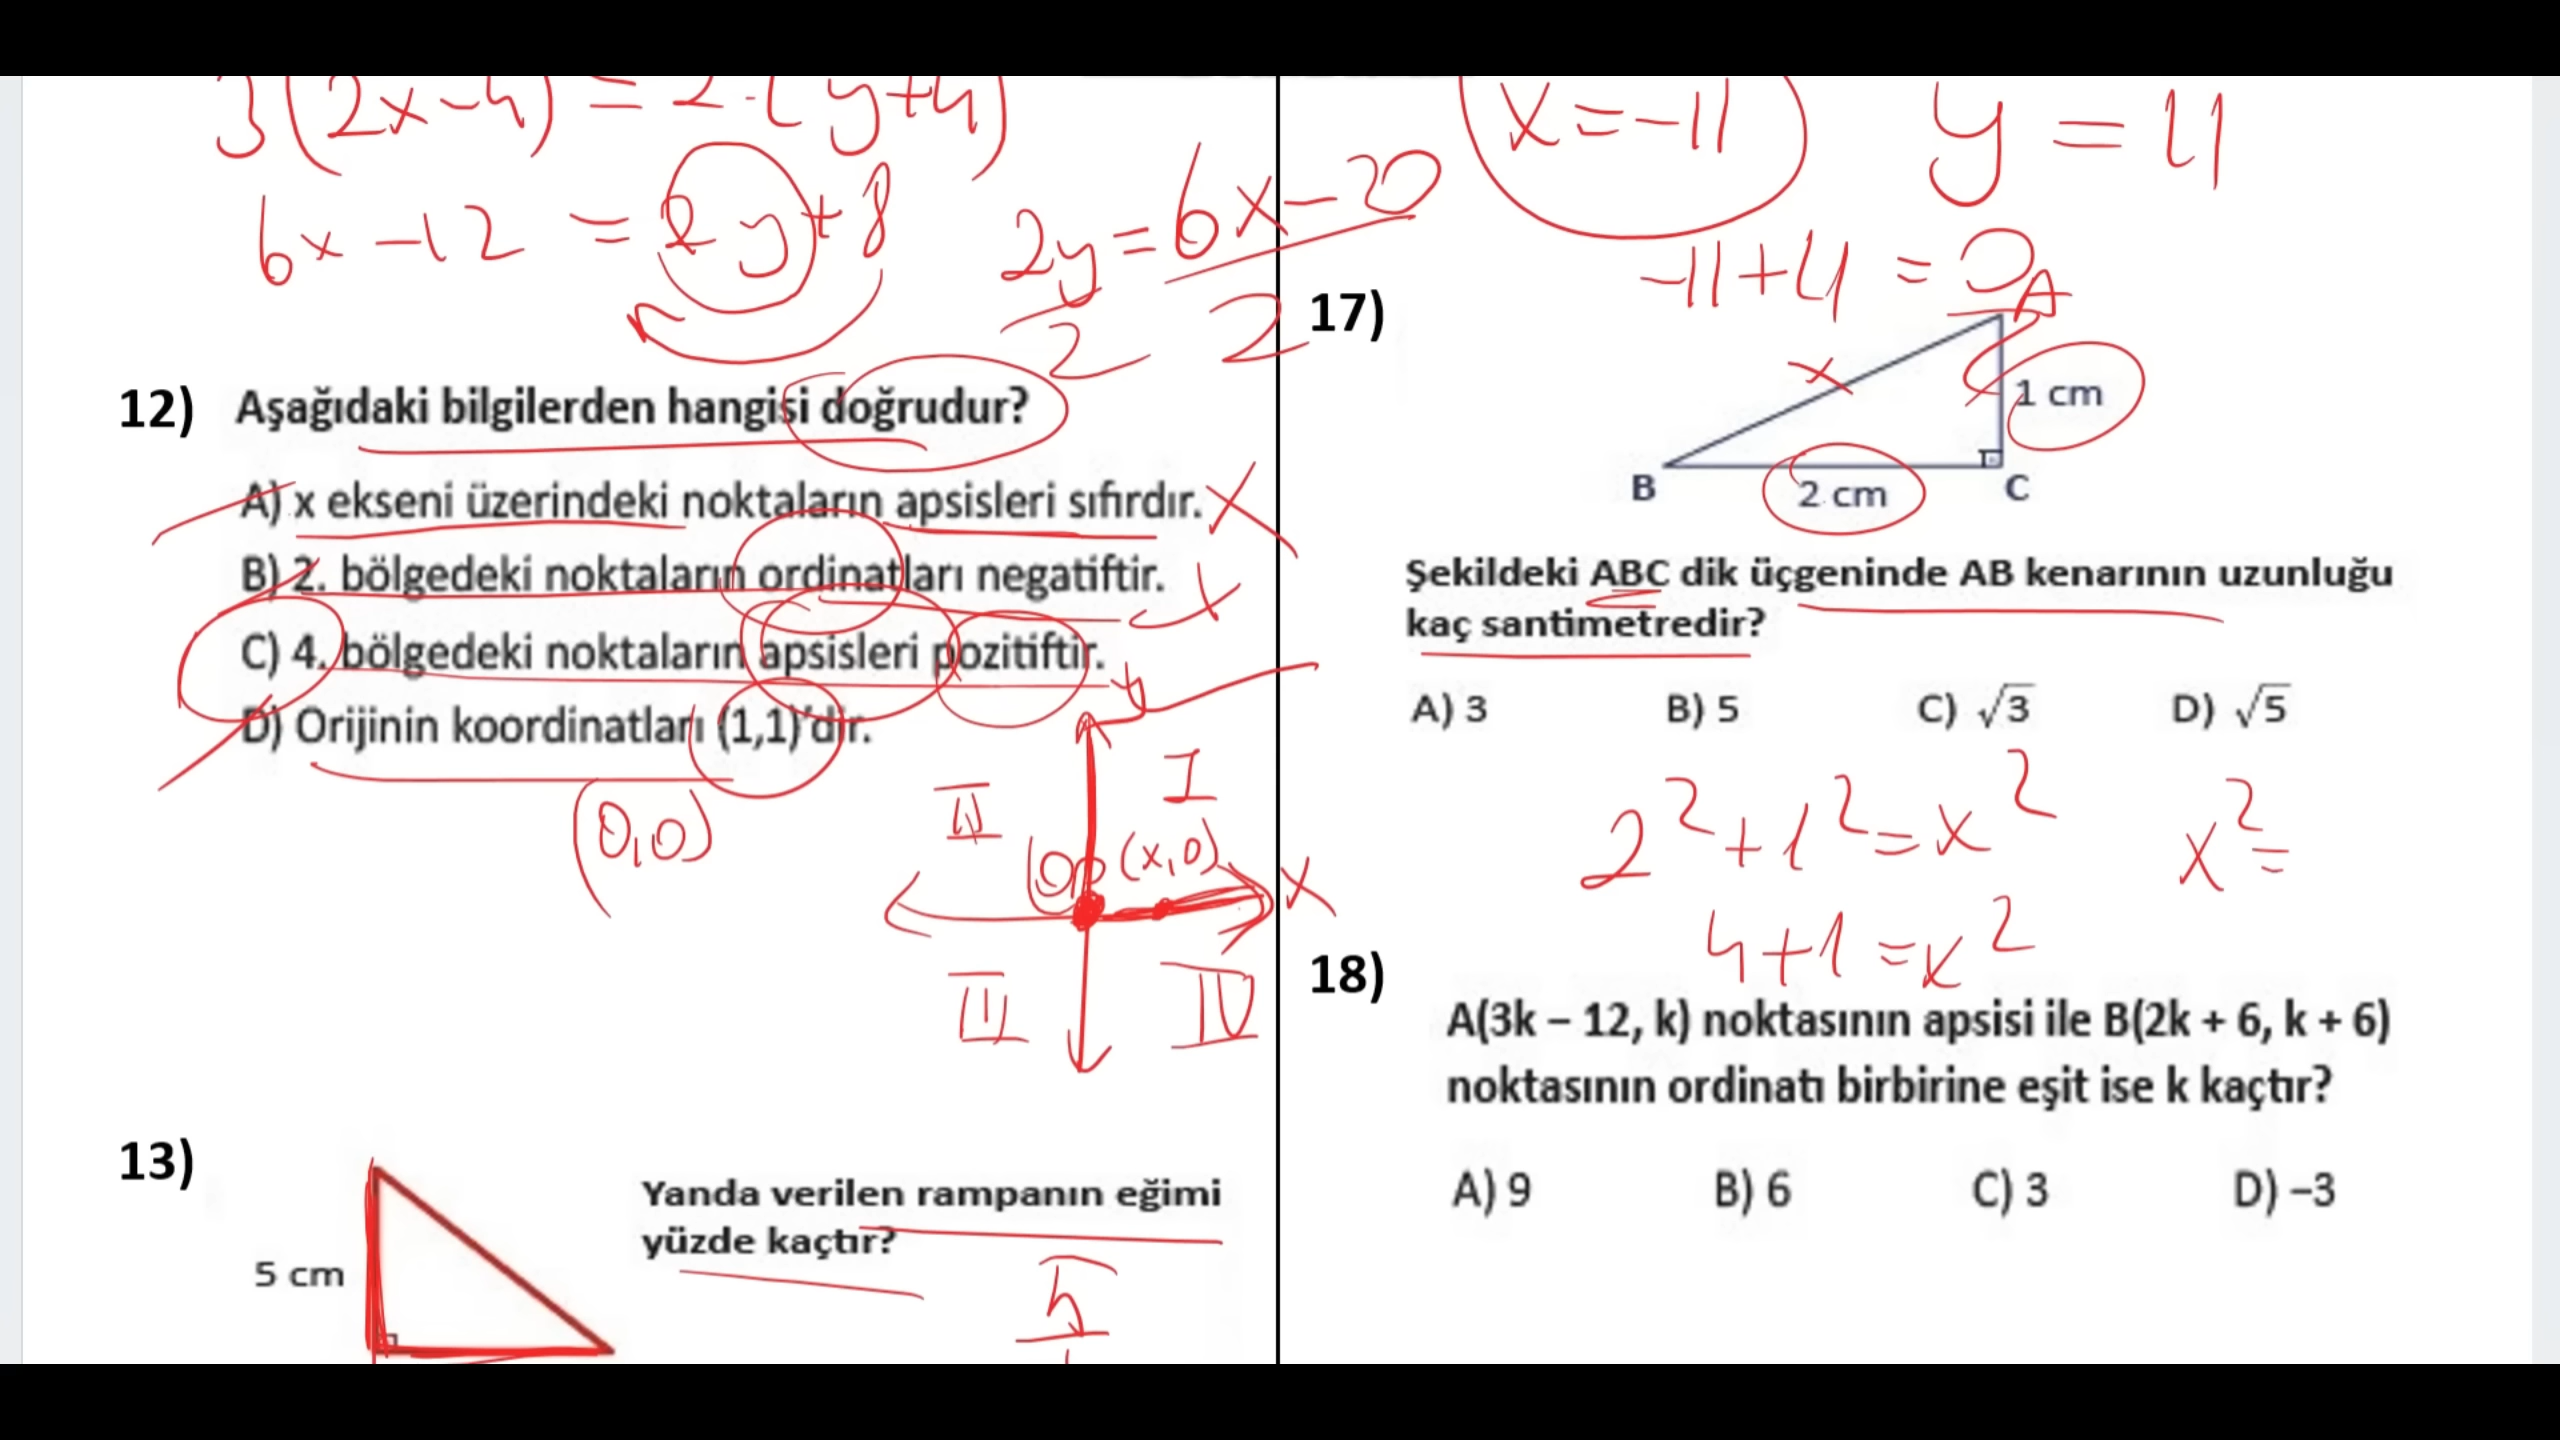 3(2x-4) = 2·(y+4)
6x-12 = 2y+8
2y = 6x-20
2 2
12) Aşağıdaki bilgilerden hangisi doğrudur?
A) x ekseni üzerindeki noktaların apsisleri sıfırdır. X
B) 2. bölgedeki noktaların ordinatları negatiftir.
C) 4. bölgedeki noktaların apsisleri pozitiftir.
D) Orijinin koordinatları (1,1)'dir.
(0,0)
II I
(x,0) x
III IV
13)
5 cm
Yanda verilen rampanın eğimi
yüzde kaçtır?
x=-11 y = 11
-11+11 = 0
17)
A
x
1 cm
B 2 cm C
Şekildeki ABC dik üçgeninde AB kenarının uzunluğu
kaç santimetredir?
A) 3 B) 5 C) √3 D) √5
2²+1²=x² x²=
4+1=x²
18)
A(3k – 12, k) noktasının apsisi ile B(2k + 6, k + 6)
noktasının ordinatı birbirine eşit ise k kaçtır?
A) 9 B) 6 C) 3 D) –3